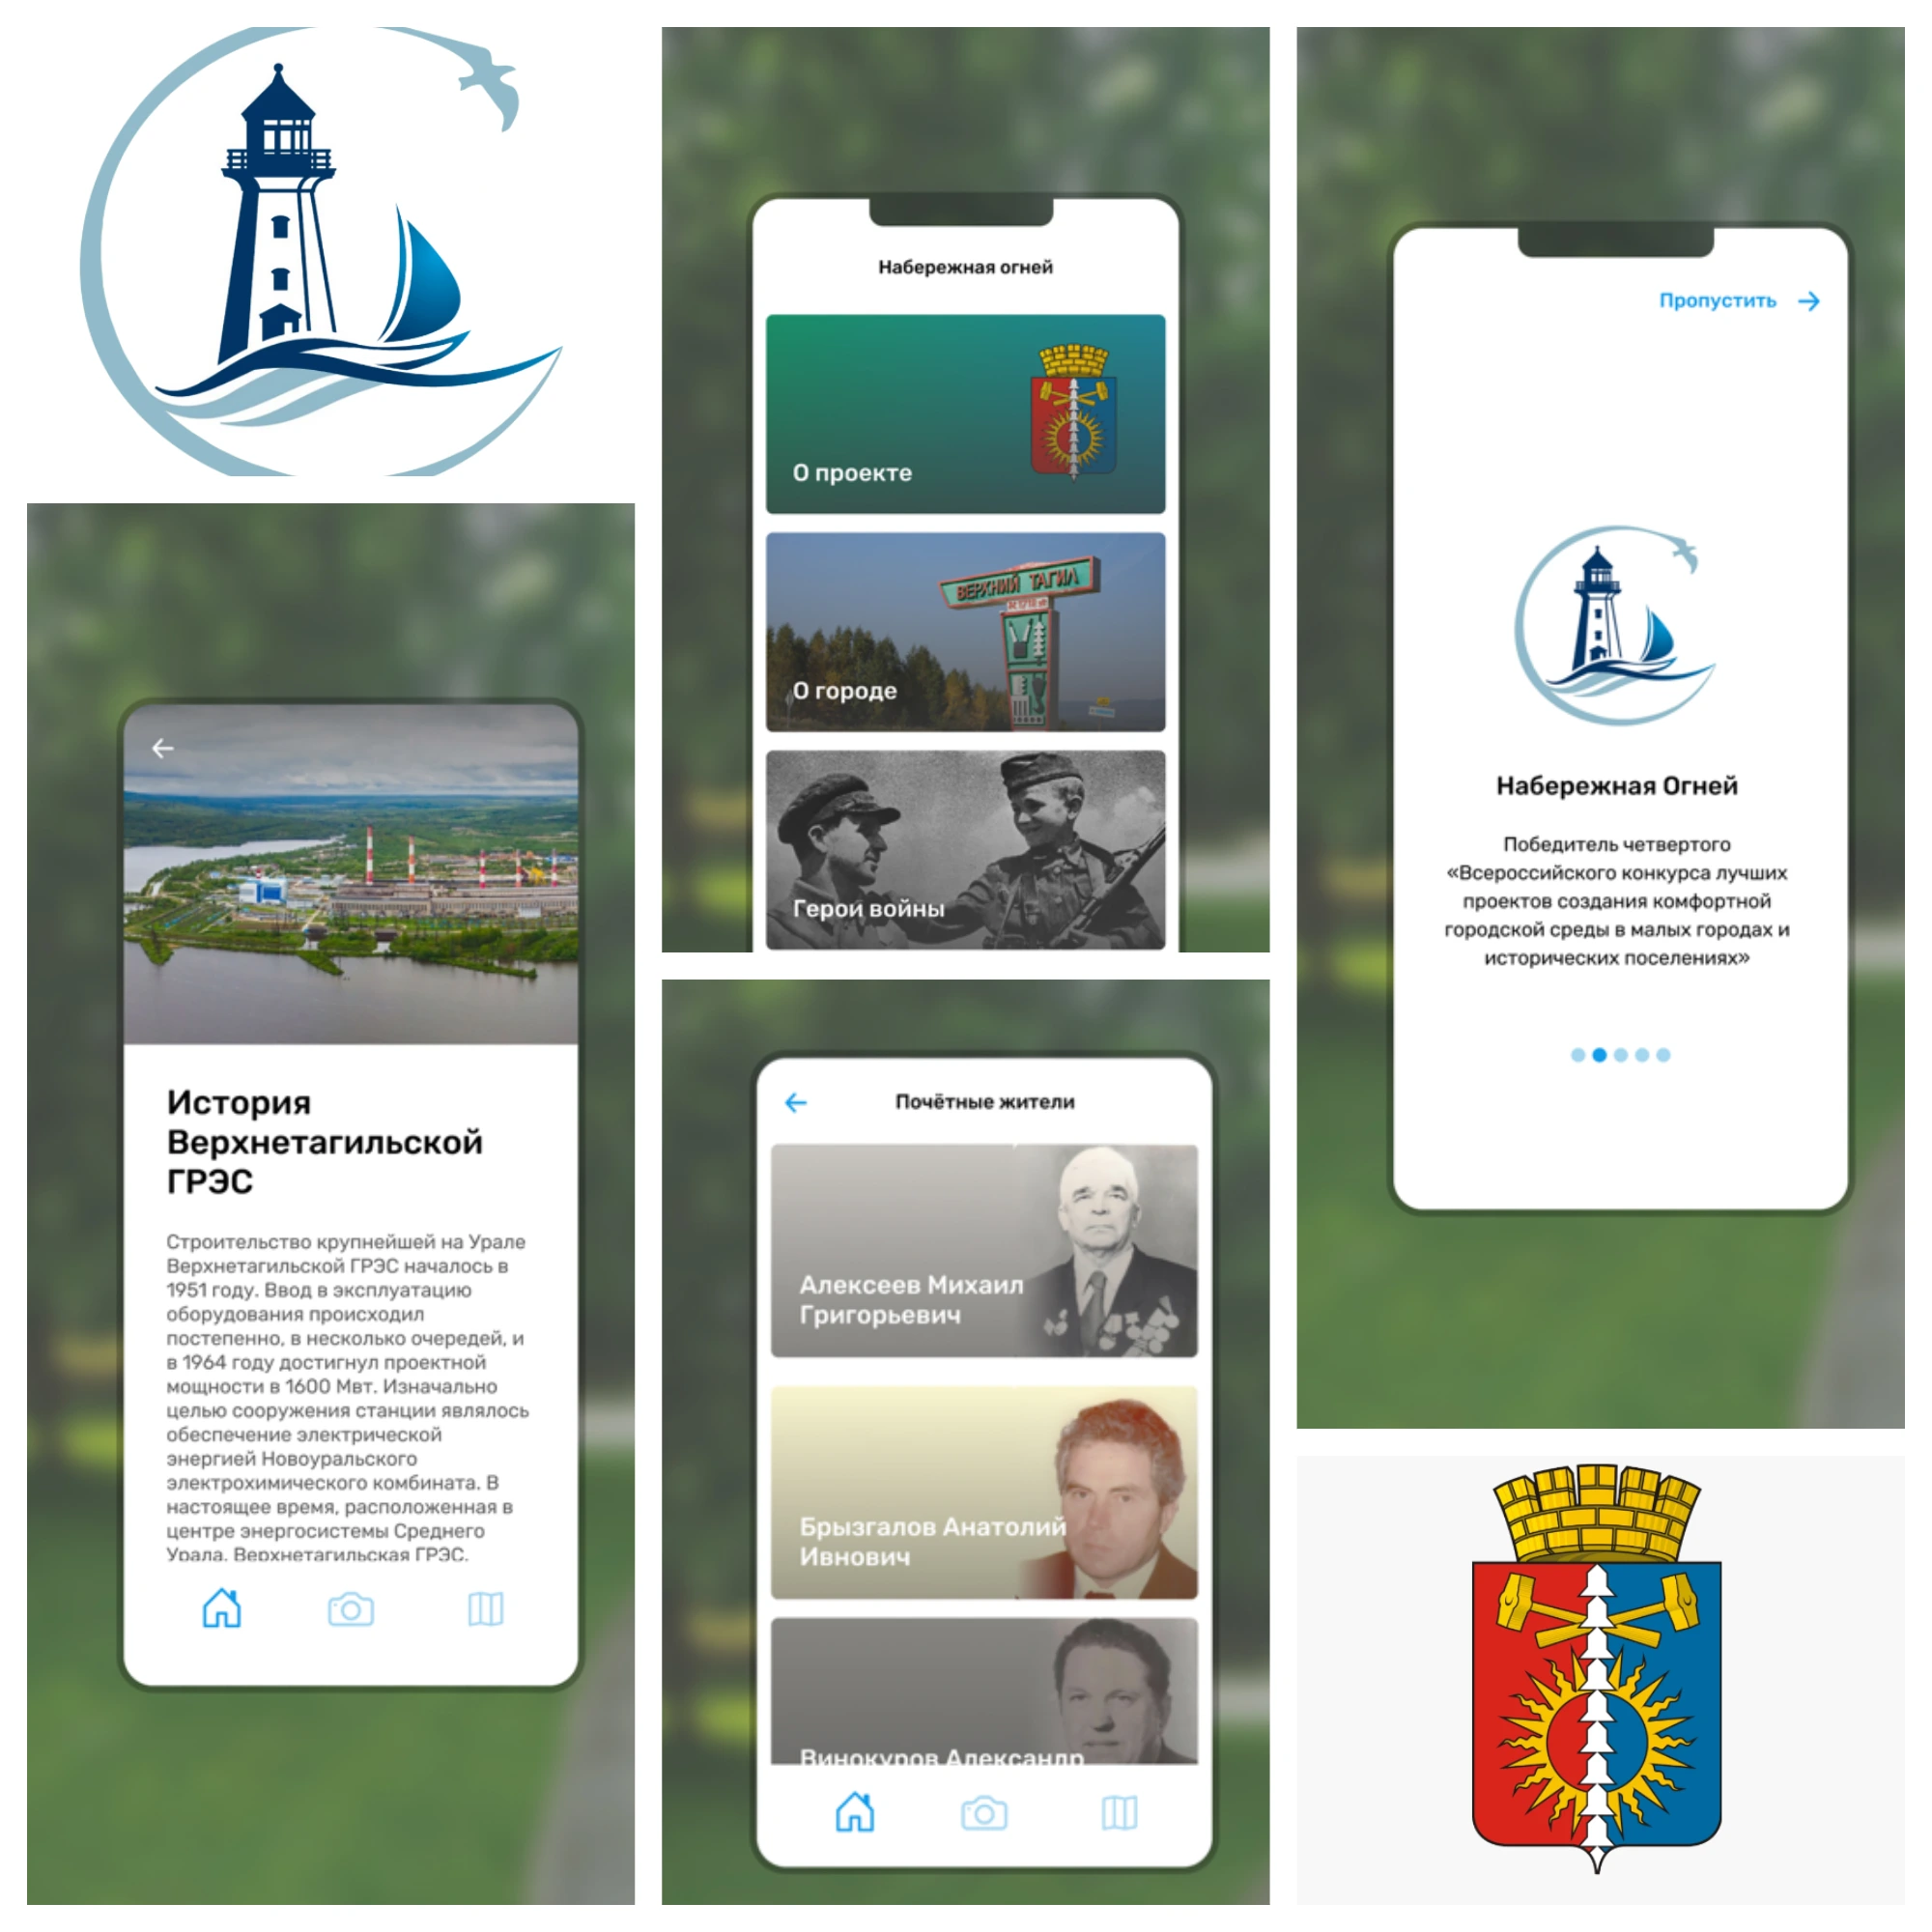 Набережная огней
О проекте
ВЕРХНИЙ ТАГИЛ
О городе
Герои войны
Пропустить
Набережная Огней
Победитель четвертого
«Всероссийского конкурса лучших
проектов создания комфортной
городской среды в малых городах и
исторических поселениях»
История
Верхнетагильской
ГРЭС
Строительство крупнейшей на Урале
Верхнетагильской ГРЭС началось в
1951 году. Ввод в эксплуатацию
оборудования происходил
постепенно, в несколько очередей, и
в 1964 году достигнул проектной
мощности в 1600 Мвт. Изначально
целью сооружения станции являлось
обеспечение электрической
энергией Новоуральского
электрохимического комбината. В
настоящее время, расположенная в
центре энергосистемы Среднего
Урала, Верхнетагильская ГРЭС,
Почётные жители
Алексеев Михаил
Григорьевич
Брызгалов Анатолий
Ивнович
Винокуров Александр